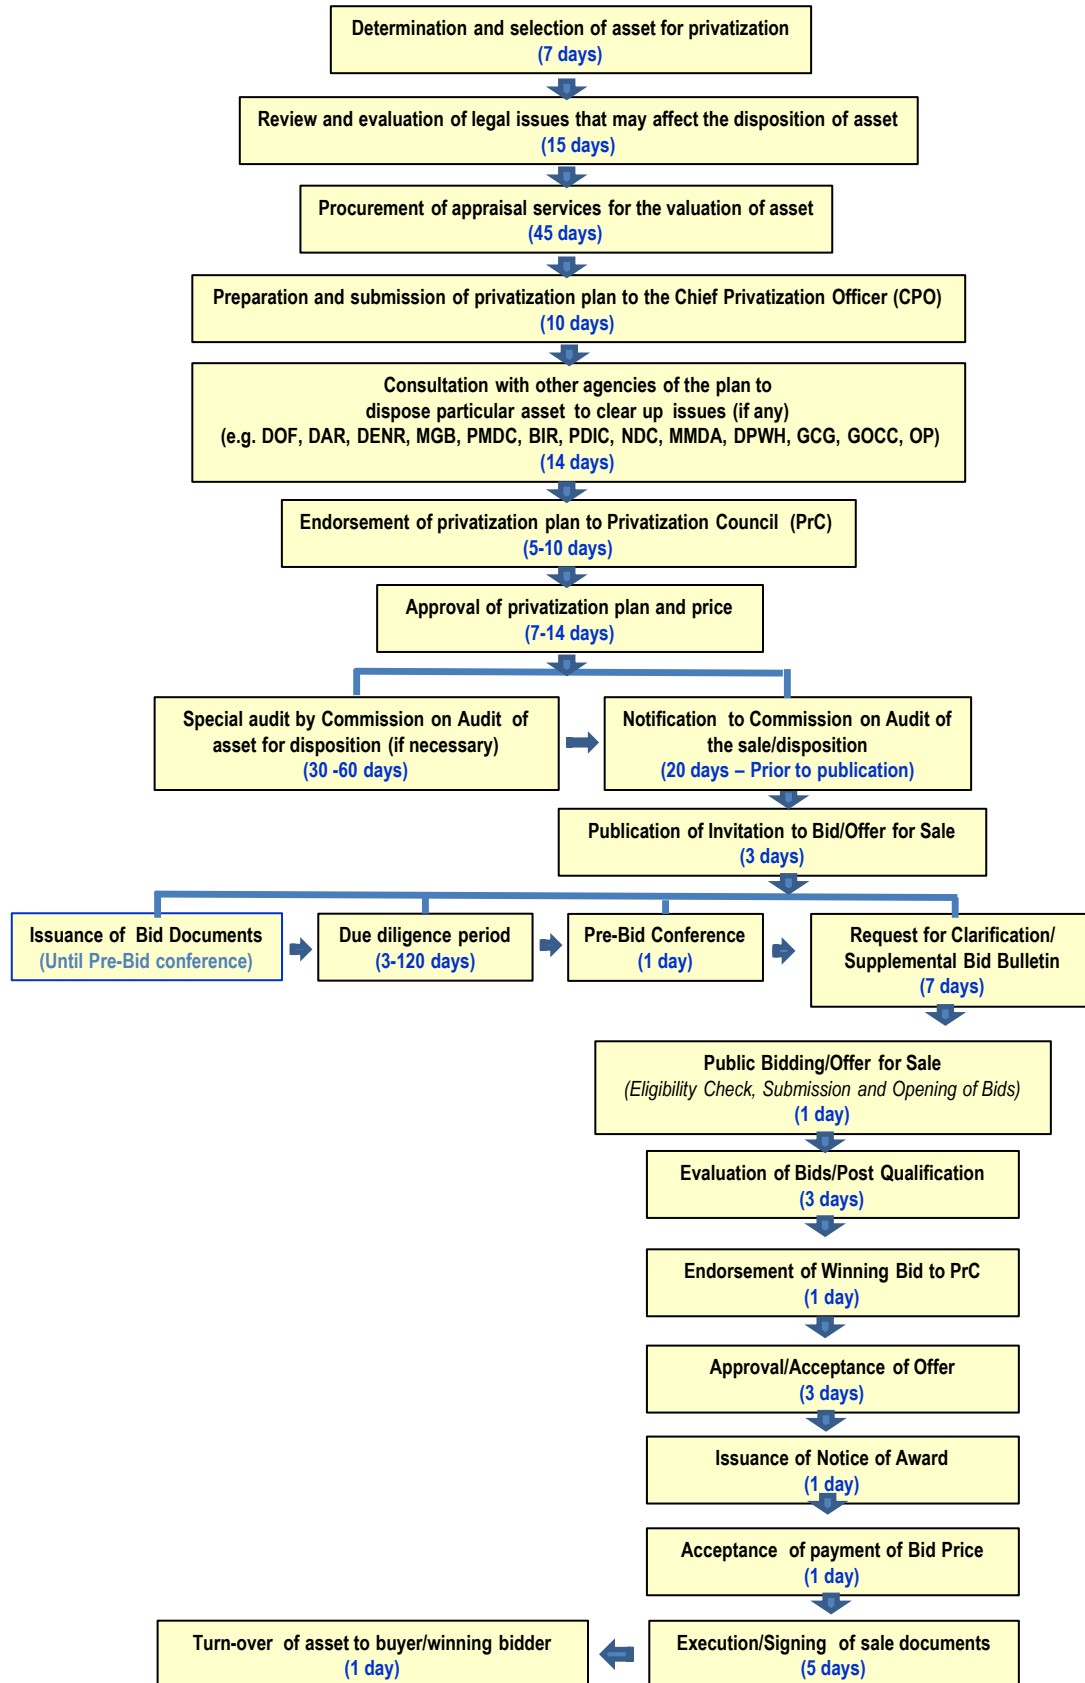 Determination and selection of asset for privatization
(7 days)
Review and evaluation of legal issues that may affect the disposition of asset
(15 days)
Procurement of appraisal services for the valuation of asset
(45 days)
Preparation and submission of privatization plan to the Chief Privatization Officer (CPO)
(10 days)
Consultation with other agencies of the plan to
dispose particular asset to clear up issues (if any)
(e.g. DOF, DAR, DENR, MGB, PMDC, BIR, PDIC, NDC, MMDA, DPWH, GCG, GOCC, OP)
(14 days)
Endorsement of privatization plan to Privatization Council (PrC)
(5-10 days)
Approval of privatization plan and price
(7-14 days)
Special audit by Commission on Audit of
asset for disposition (if necessary)
(30 -60 days)
Notification to Commission on Audit of
the sale/disposition
(20 days – Prior to publication)
Publication of Invitation to Bid/Offer for Sale
(3 days)
Issuance of Bid Documents
(Until Pre-Bid conference)
Due diligence period
(3-120 days)
Pre-Bid Conference
(1 day)
Request for Clarification/
Supplemental Bid Bulletin
(7 days)
Public Bidding/Offer for Sale
(Eligibility Check, Submission and Opening of Bids)
(1 day)
Evaluation of Bids/Post Qualification
(3 days)
Endorsement of Winning Bid to PrC
(1 day)
Approval/Acceptance of Offer
(3 days)
Issuance of Notice of Award
(1 day)
Acceptance of payment of Bid Price
(1 day)
Turn-over of asset to buyer/winning bidder
(1 day)
Execution/Signing of sale documents
(5 days)